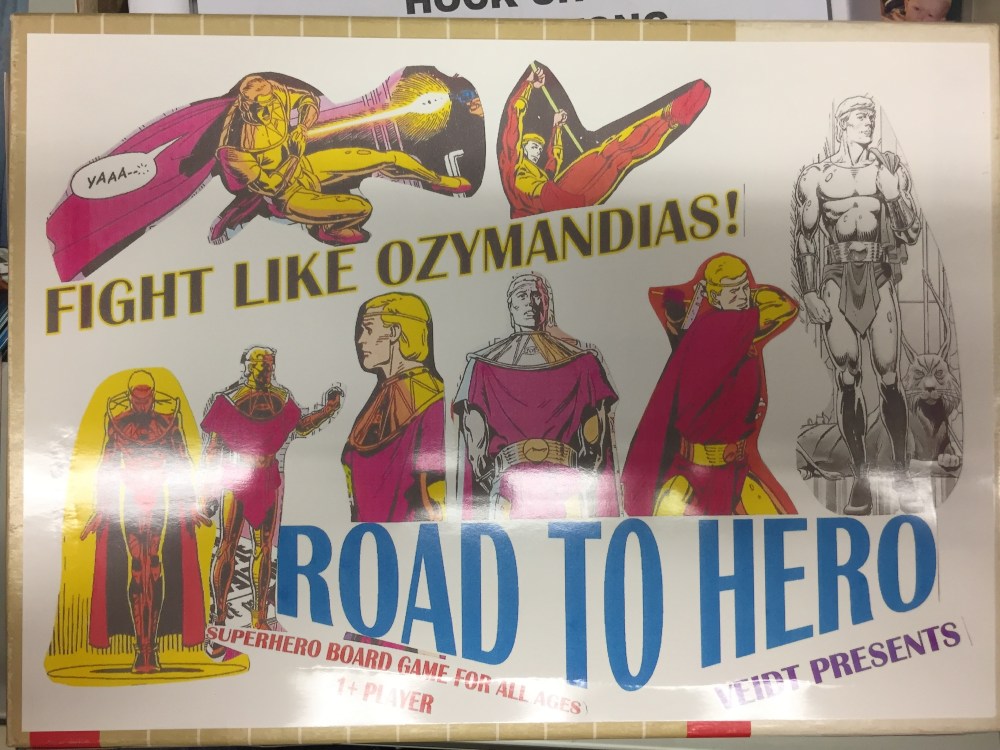 YAAA--
FIGHT LIKE OZYMANDIAS!
ROAD TO HERO
SUPERHERO BOARD GAME FOR ALL AGES
1+ PLAYER
VEIDT PRESENTS